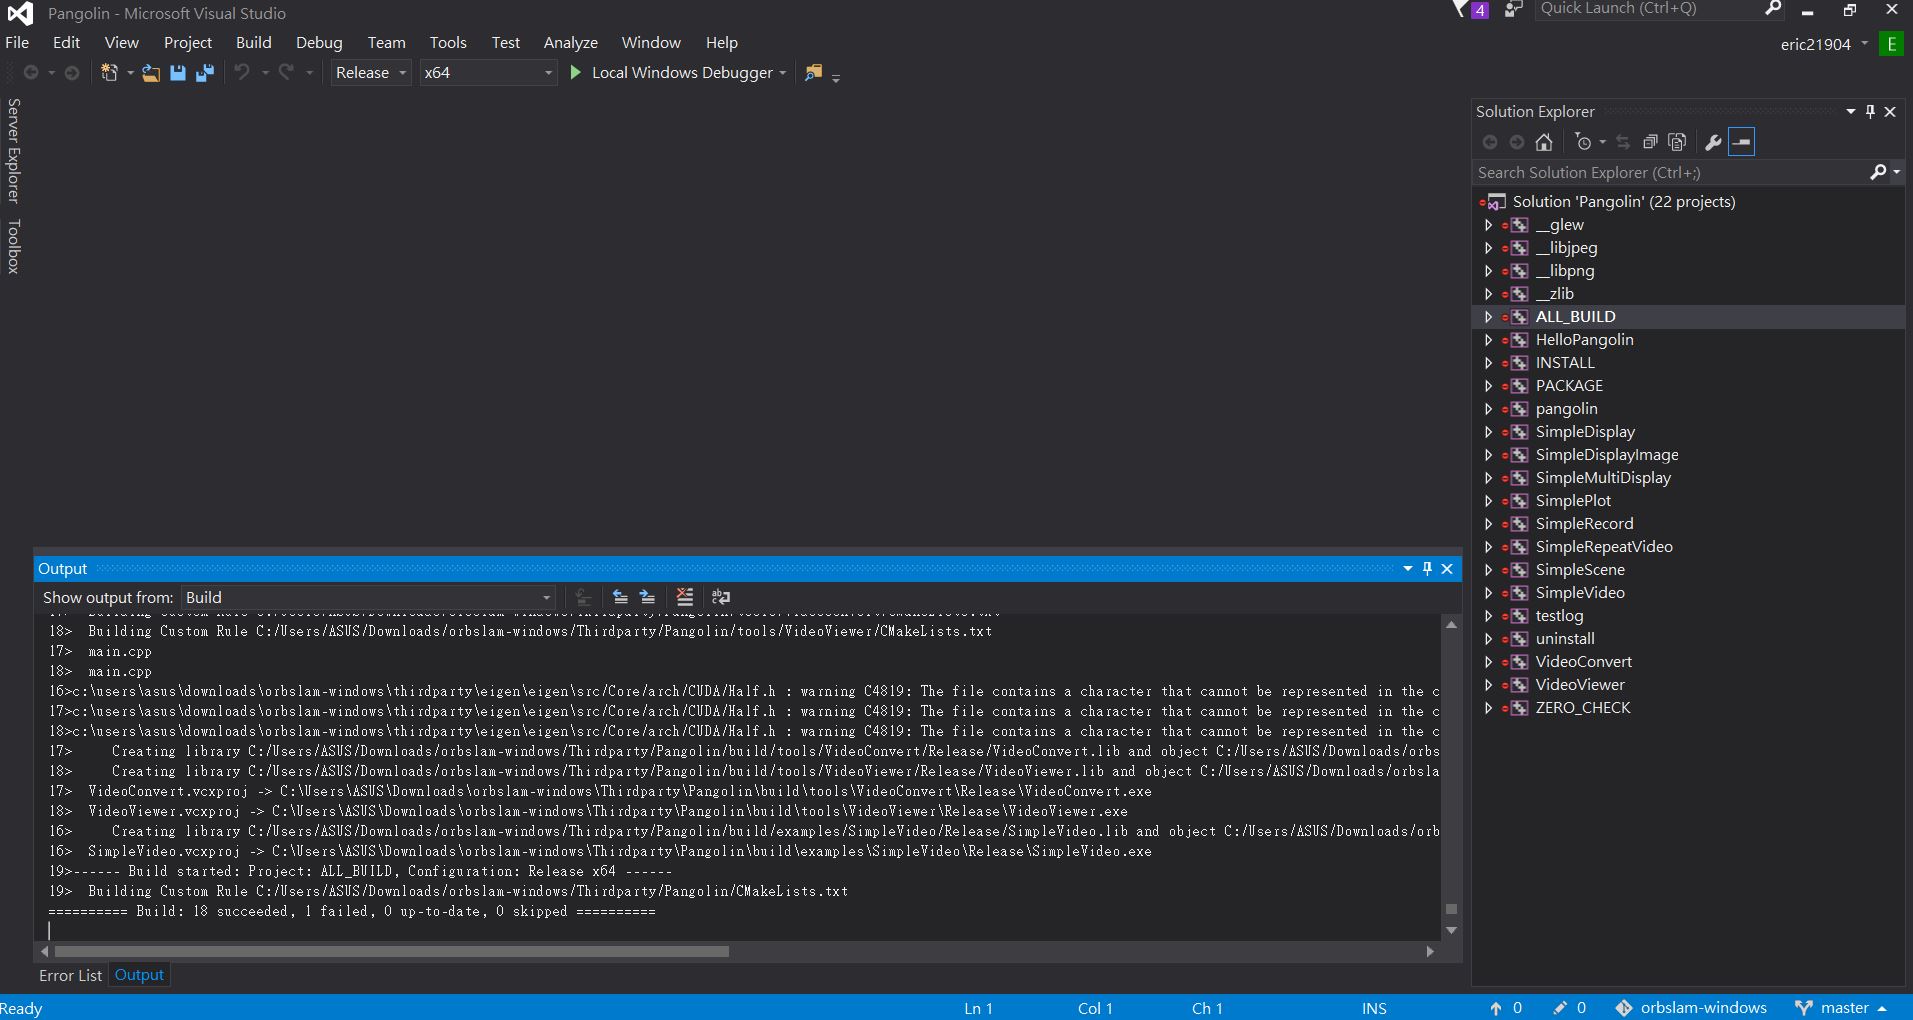 Pangolin - Microsoft Visual Studio
4
Quick Launch (Ctrl+Q)
File Edit View Project Build Debug Team Tools Test Analyze Window Help
eric21904 E
Release x64 Local Windows Debugger
Server Explorer
Toolbox
Solution Explorer
Search Solution Explorer (Ctrl+;)
Solution 'Pangolin' (22 projects)
__glew
__libjpeg
__libpng
__zlib
ALL_BUILD
HelloPangolin
INSTALL
PACKAGE
pangolin
SimpleDisplay
SimpleDisplayImage
SimpleMultiDisplay
SimplePlot
SimpleRecord
SimpleRepeatVideo
SimpleScene
SimpleVideo
testlog
uninstall
VideoConvert
VideoViewer
ZERO_CHECK
Output
Show output from: Build
18> Building Custom Rule C:/Users/ASUS/Downloads/orbslam-windows/Thirdparty/Pangolin/tools/VideoViewer/CMakeLists.txt
17> main.cpp
18> main.cpp
16>c:\users\asus\downloads\orbslam-windows\thirdparty\eigen\eigen\src/Core/arch/CUDA/Half.h : warning C4819: The file contains a character that cannot be represented in the c
17>c:\users\asus\downloads\orbslam-windows\thirdparty\eigen\eigen\src/Core/arch/CUDA/Half.h : warning C4819: The file contains a character that cannot be represented in the c
18>c:\users\asus\downloads\orbslam-windows\thirdparty\eigen\eigen\src/Core/arch/CUDA/Half.h : warning C4819: The file contains a character that cannot be represented in the c
17> Creating library C:/Users/ASUS/Downloads/orbslam-windows/Thirdparty/Pangolin/build/tools/VideoConvert/Release/VideoConvert.lib and object C:/Users/ASUS/Downloads/orbs
18> Creating library C:/Users/ASUS/Downloads/orbslam-windows/Thirdparty/Pangolin/build/tools/VideoViewer/Release/VideoViewer.lib and object C:/Users/ASUS/Downloads/orbsla
17> VideoConvert.vcxproj -> C:\Users\ASUS\Downloads\orbslam-windows\Thirdparty\Pangolin\build\tools\VideoConvert\Release\VideoConvert.exe
18> VideoViewer.vcxproj -> C:\Users\ASUS\Downloads\orbslam-windows\Thirdparty\Pangolin\build\tools\VideoViewer\Release\VideoViewer.exe
16> Creating library C:/Users/ASUS/Downloads/orbslam-windows/Thirdparty/Pangolin/build/examples/SimpleVideo/Release/SimpleVideo.lib and object C:/Users/ASUS/Downloads/orb
16> SimpleVideo.vcxproj -> C:\Users\ASUS\Downloads\orbslam-windows\Thirdparty\Pangolin\build\examples\SimpleVideo\Release\SimpleVideo.exe
19>------ Build started: Project: ALL_BUILD, Configuration: Release x64 ------
19> Building Custom Rule C:/Users/ASUS/Downloads/orbslam-windows/Thirdparty/Pangolin/CMakeLists.txt
========== Build: 18 succeeded, 1 failed, 0 up-to-date, 0 skipped ==========
Error List Output
Ready Ln 1 Col 1 Ch 1 INS 0 0 orbslam-windows master